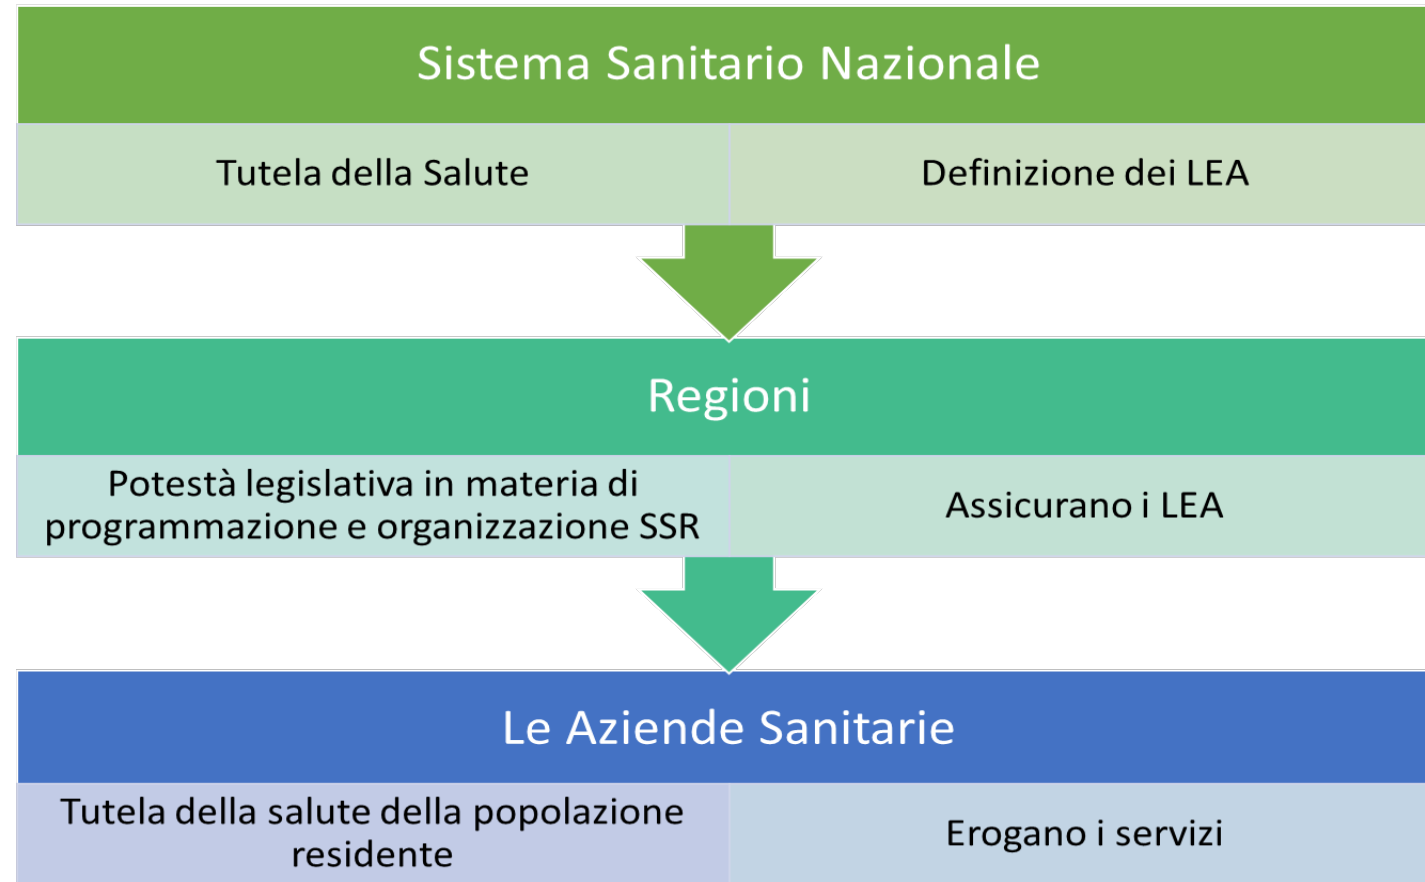 Sistema Sanitario Nazionale
Tutela della Salute
Definizione dei LEA
Regioni
Potestà legislativa in materia di
programmazione e organizzazione SSR
Assicurano i LEA
Le Aziende Sanitarie
Tutela della salute della popolazione
residente
Erogano i servizi